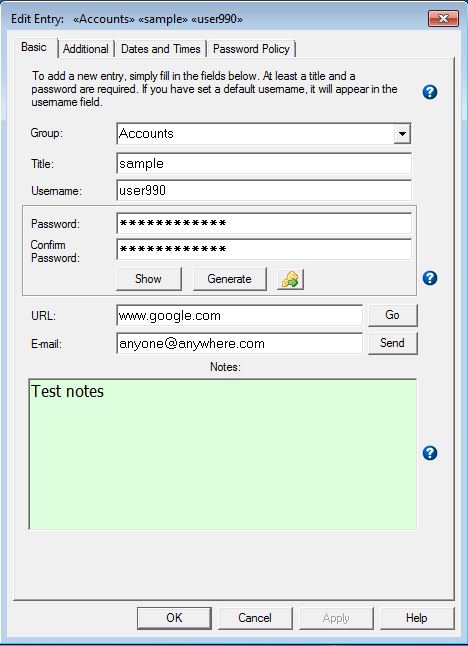 Edit Entry: «Accounts» «sample» «user990»
Basic Additional Dates and Times Password Policy
To add a new entry, simply fill in the fields below. At least a title and a
password are required. If you have set a default username, it will appear in the
username field.
?
Group: Accounts
Title: sample
Username: user990
Password: ************
Confirm
Password: ************
Show Generate
?
URL: www.google.com Go
E-mail: anyone@anywhere.com Send
Notes:
Test notes
?
OK Cancel Apply Help